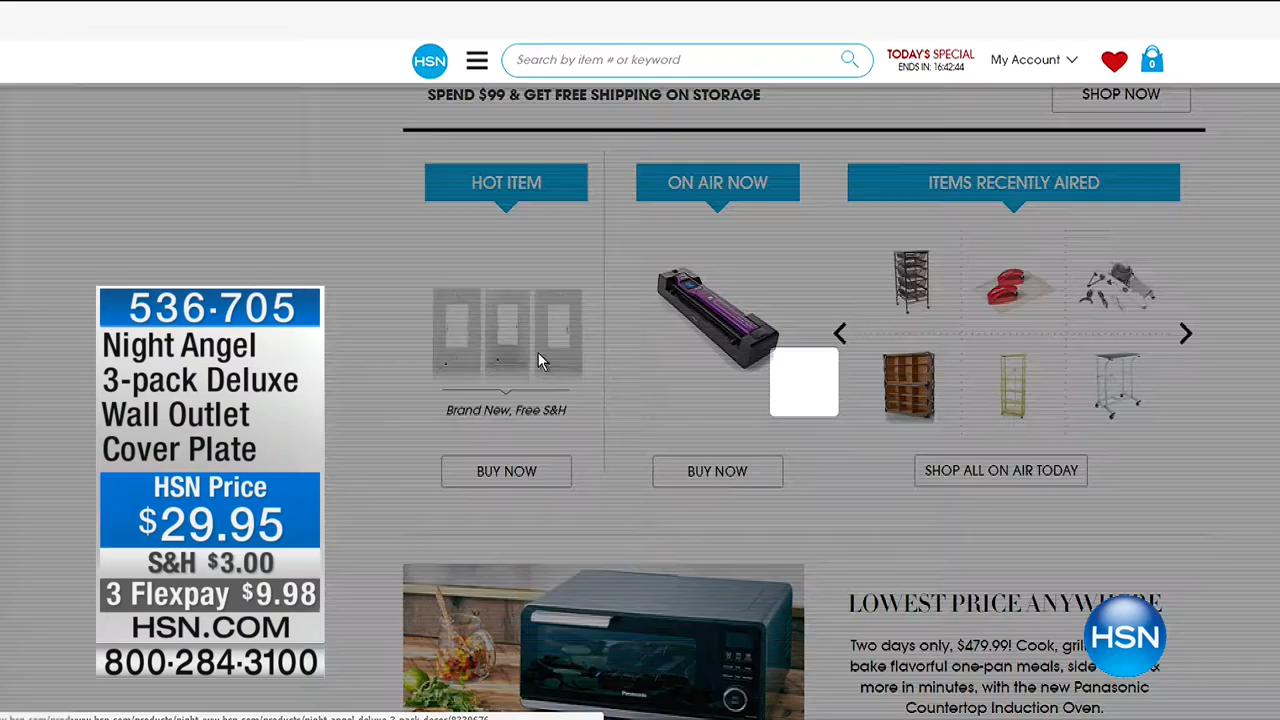 HSN
Search by item # or keyword
TODAY'S SPECIAL
ENDS IN: 16:42:44
My Account
0
SPEND $99 & GET FREE SHIPPING ON STORAGE
SHOP NOW
HOT ITEM
ON AIR NOW
ITEMS RECENTLY AIRED
Brand New, Free S&H
BUY NOW
BUY NOW
SHOP ALL ON AIR TODAY
536-705
Night Angel
3-pack Deluxe
Wall Outlet
Cover Plate
HSN Price
$29.95
S&H $3.00
3 Flexpay $9.98
HSN.COM
800-284-3100
Panasonic
LOWEST PRICE ANYWHERE
Two days only, $479.99! Cook, gril
bake flavorful one-pan meals, side &
more in minutes, with the new Panasonic
Countertop Induction Oven.
HSN